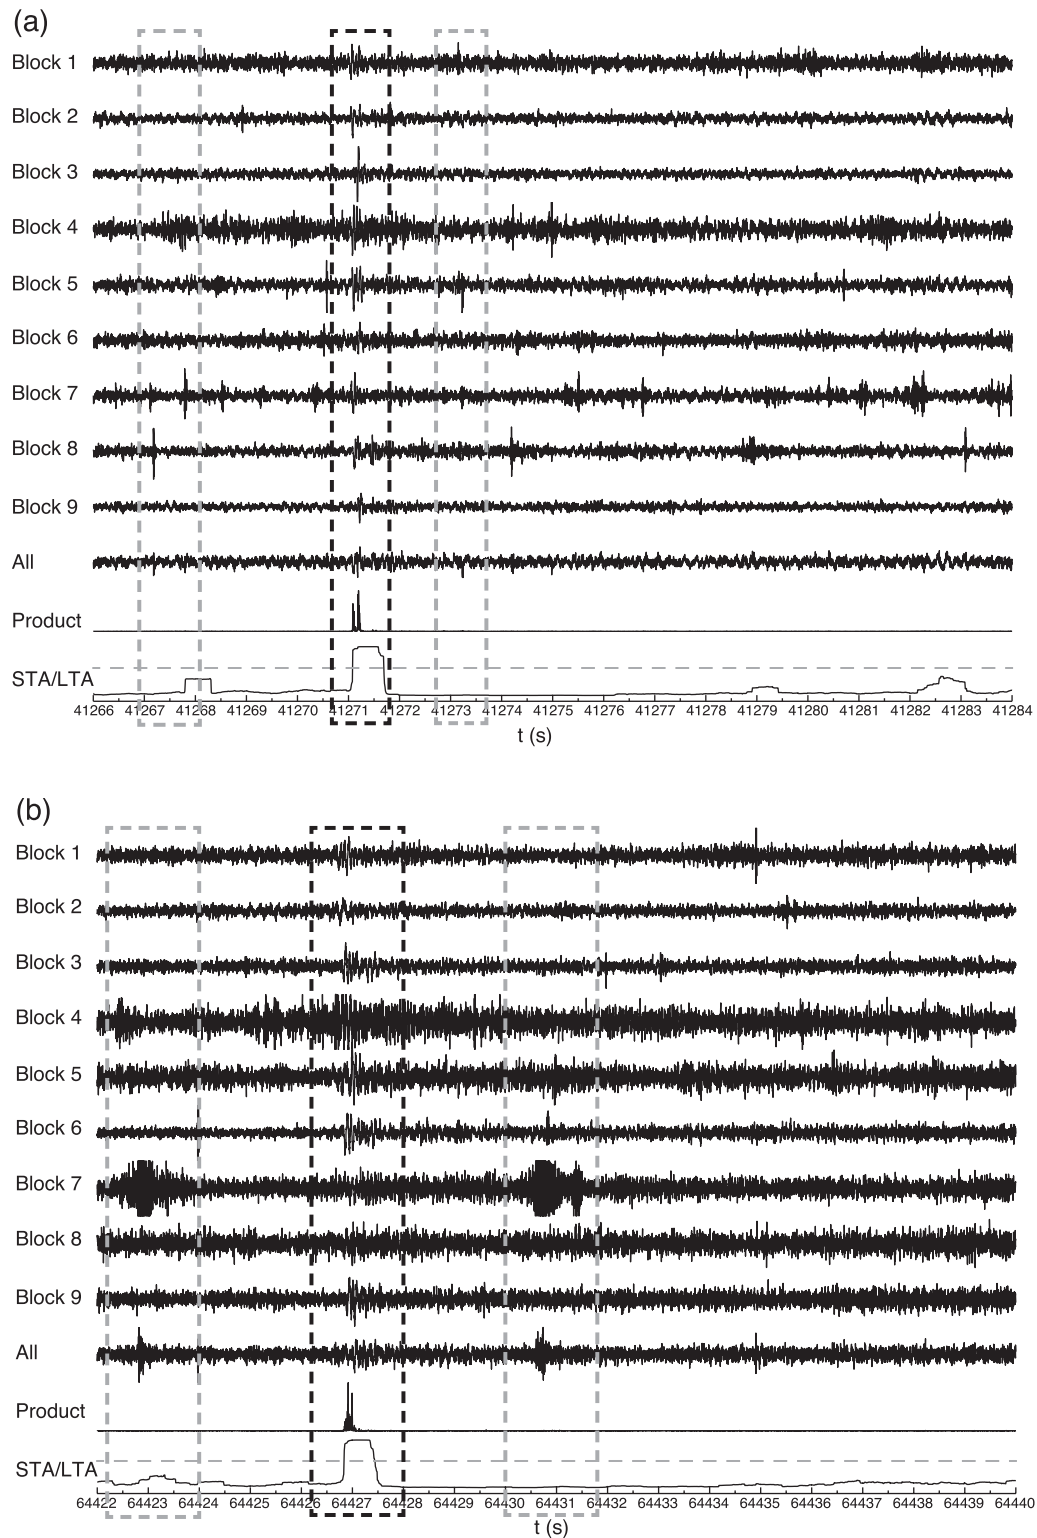 (a)
Block 1
Block 2
Block 3
Block 4
Block 5
Block 6
Block 7
Block 8
Block 9
All
Product
STA/LTA
41266 41267 41268 41269 41270 41271 41272 41273 41274 41275 41276 41277 41278 41279 41280 41281 41282 41283 41284
t (s)
(b)
Block 1
Block 2
Block 3
Block 4
Block 5
Block 6
Block 7
Block 8
Block 9
All
Product
STA/LTA
64422 64423 64424 64425 64426 64427 64428 64429 64430 64431 64432 64433 64434 64435 64436 64437 64438 64439 64440
t (s)